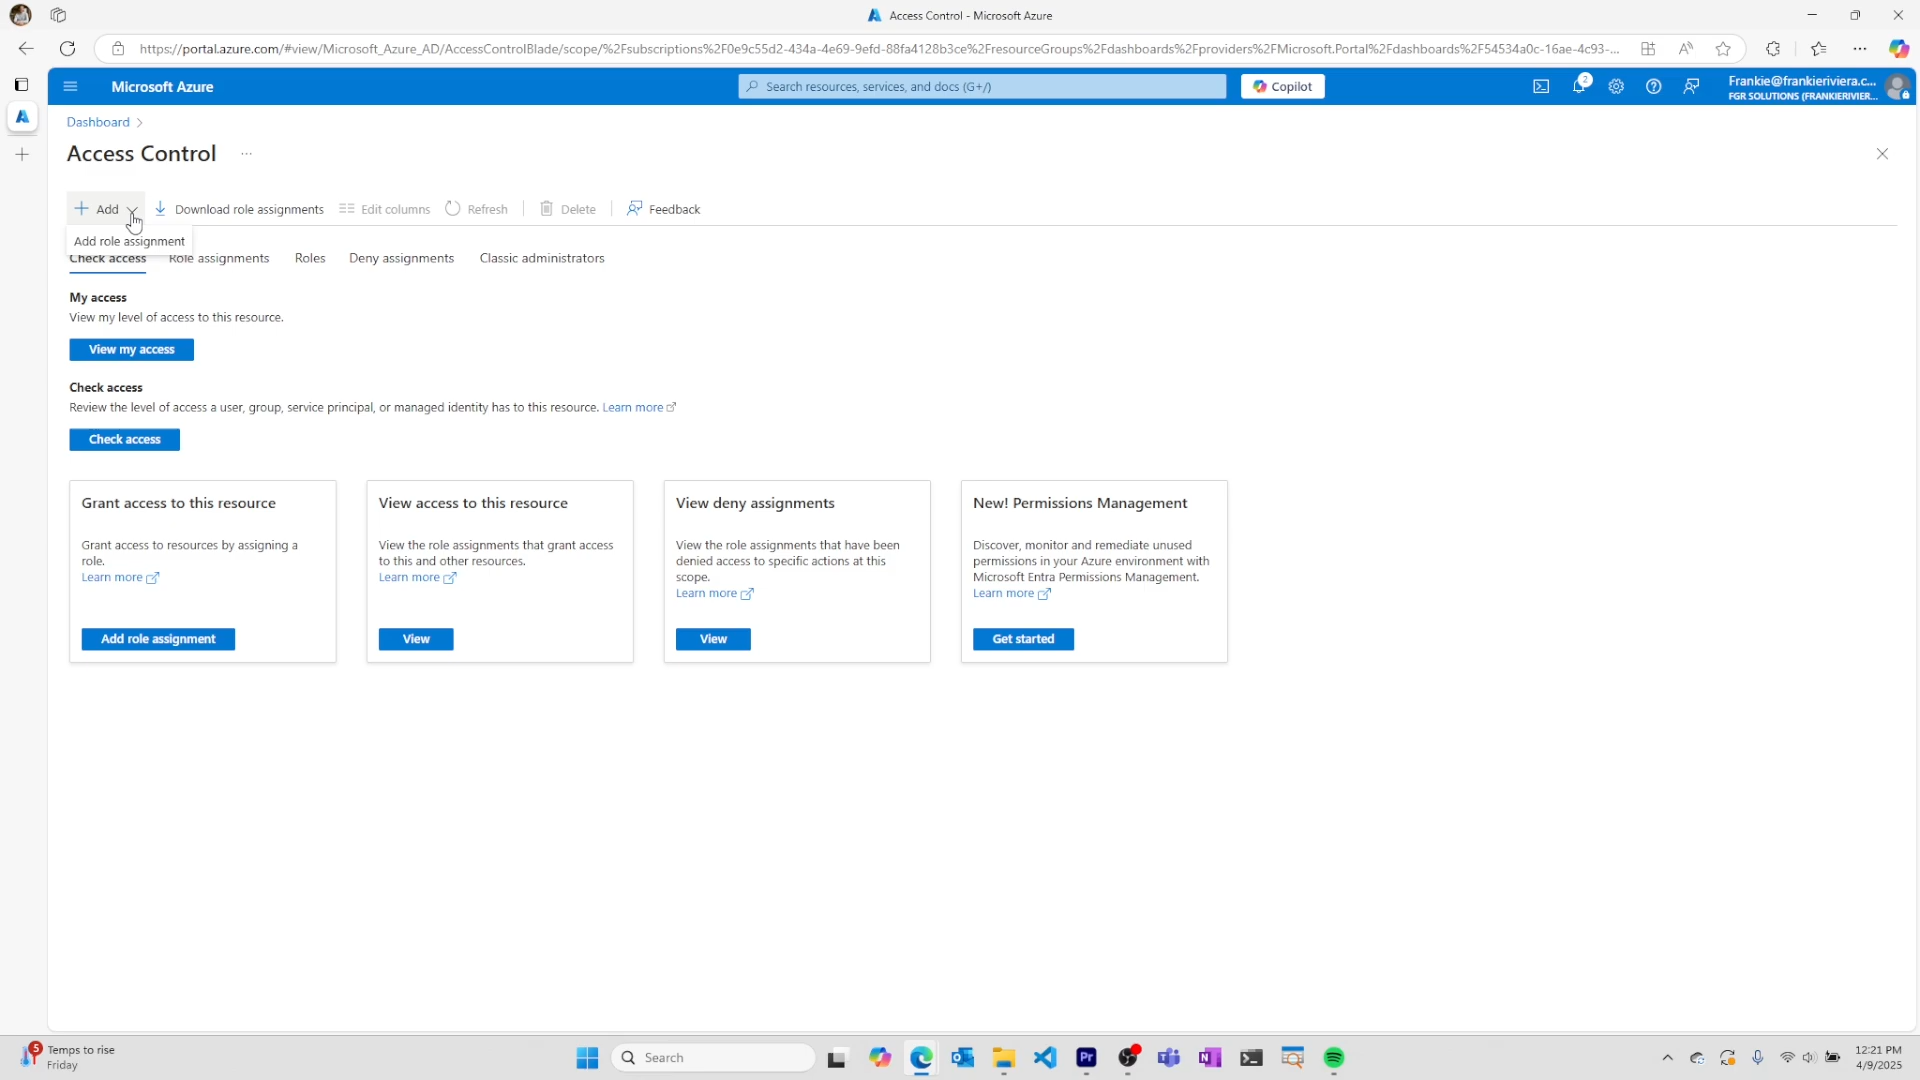 Access Control - Microsoft Azure
https://portal.azure.com/#view/Microsoft_Azure_AD/AccessControlBlade/scope/%2Fsubscriptions%2F0e9c55d2-434a-4e69-9efd-88fa4128b3ce%2FresourceGroups%2Fdashboards%2Fproviders%2FMicrosoft.Portal%2Fdashboards%2F54534a0c-16ae-4c93-...
Microsoft Azure
Search resources, services, and docs (G+/)
Copilot
2
Frankie@frankieriviera.c...
FGR SOLUTIONS (FRANKIERIVIER...
Dashboard >
Access Control ...
Add
Download role assignments
Edit columns
Refresh
Delete
Feedback
Add role assignment
Check access
Role assignments
Roles
Deny assignments
Classic administrators
My access
View my level of access to this resource.
View my access
Check access
Review the level of access a user, group, service principal, or managed identity has to this resource. Learn more
Check access
Grant access to this resource
Grant access to resources by assigning a
role.
Learn more
Add role assignment
View access to this resource
View the role assignments that grant access
to this and other resources.
Learn more
View
View deny assignments
View the role assignments that have been
denied access to specific actions at this
scope.
Learn more
View
New! Permissions Management
Discover, monitor and remediate unused
permissions in your Azure environment with
Microsoft Entra Permissions Management.
Learn more
Get started
5
Temps to rise
Friday
Search
Pr
12:21 PM
4/9/2025